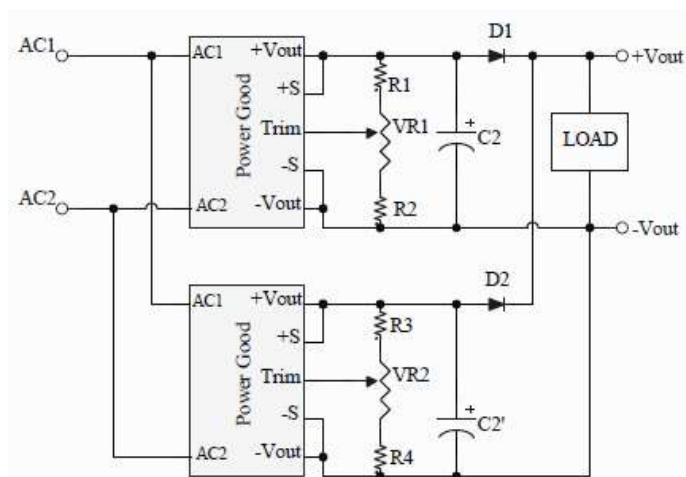 AC1
AC2
AC1
AC2
Power Good
+Vout
+S
Trim
-S
-Vout
R1
VR1
R2
C2
+
D1
+Vout
LOAD
-Vout
AC1
AC2
Power Good
+Vout
+S
Trim
-S
-Vout
R3
VR2
R4
C2'
+
D2